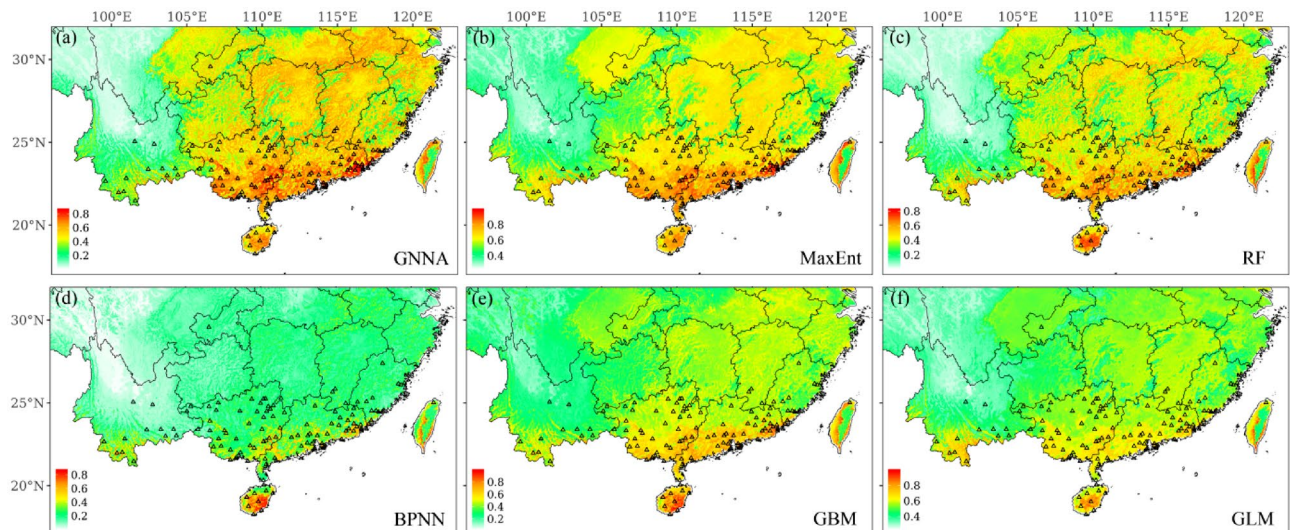 100°E 105°E 110°E 115°E 120°E 100°E 105°E 110°E 115°E 120°E 100°E 105°E 110°E 115°E 120°E
(a) (b) (c)
30°N
25°N
20°N
0.8 0.8 0.8
0.6 0.6 0.6
0.4 0.4 0.4
0.2 0.2
GNNA MaxEnt RF
(d) (e) (f)
30°N
25°N
20°N
0.8 0.8 0.8
0.6 0.6 0.6
0.4 0.4 0.4
0.2 0.2
BPNN GBM GLM